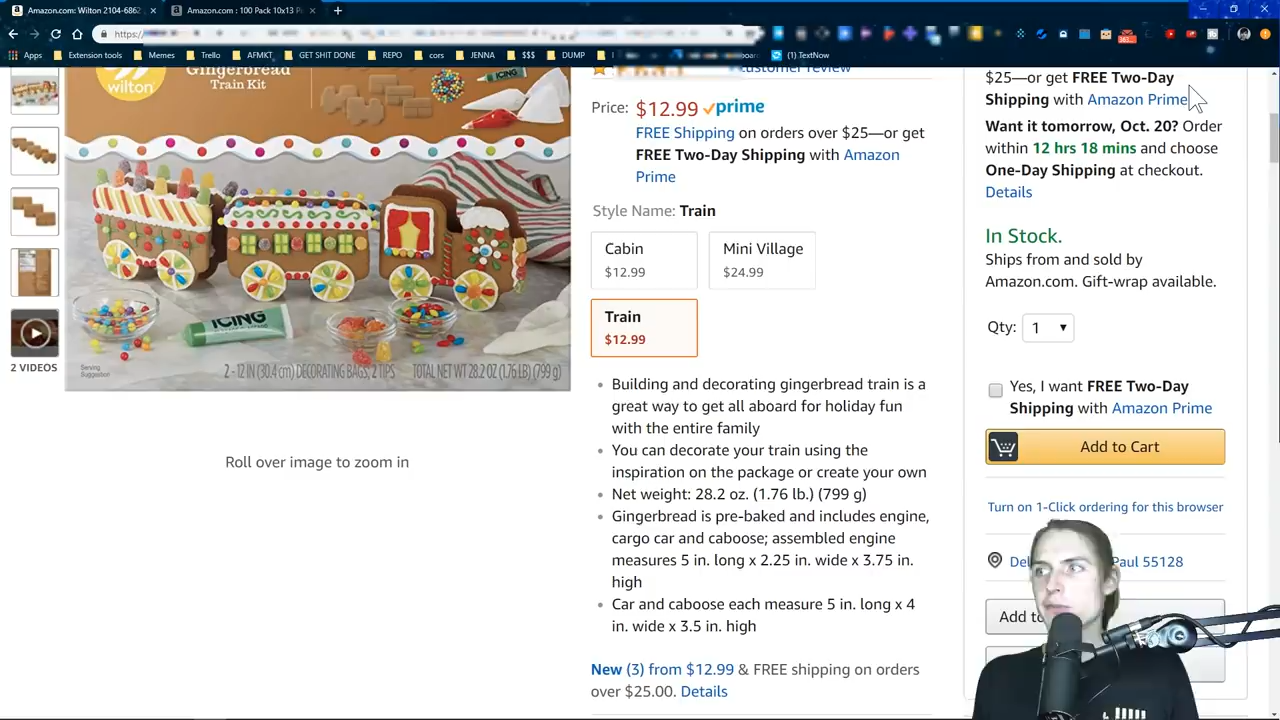 Amazon.com: Wilton 2104-6862
Amazon.com : 100 Pack 10x13 P
https://
Apps
Extension tools
Memes
Trello
AFMKT
GET SHIT DONE
REPO
cors
JENNA
$$$
DUMP
(1) TextNow
wilton
Gingerbread
Train Kit
ICING
ICING
Serving
Suggestion
2 - 12 IN (30.4 cm) DECORATING BAGS, 2 TIPS
TOTAL NET WT 28.2 OZ (1.76 LB) (799 g)
2 VIDEOS
Roll over image to zoom in
customer review
Price: $12.99 prime
FREE Shipping on orders over $25—or get
FREE Two-Day Shipping with Amazon
Prime
Style Name: Train
Cabin
$12.99
Mini Village
$24.99
Train
$12.99
Building and decorating gingerbread train is a
great way to get all aboard for holiday fun
with the entire family
You can decorate your train using the
inspiration on the package or create your own
Net weight: 28.2 oz. (1.76 lb.) (799 g)
Gingerbread is pre-baked and includes engine,
cargo car and caboose; assembled engine
measures 5 in. long x 2.25 in. wide x 3.75 in.
high
Car and caboose each measure 5 in. long x 4
in. wide x 3.5 in. high
New (3) from $12.99 & FREE shipping on orders
over $25.00. Details
$25—or get FREE Two-Day
Shipping with Amazon Prime
Want it tomorrow, Oct. 20? Order
within 12 hrs 18 mins and choose
One-Day Shipping at checkout.
Details
In Stock.
Ships from and sold by
Amazon.com. Gift-wrap available.
Qty: 1
Yes, I want FREE Two-Day
Shipping with Amazon Prime
Add to Cart
Turn on 1-Click ordering for this browser
Paul 55128
Add to